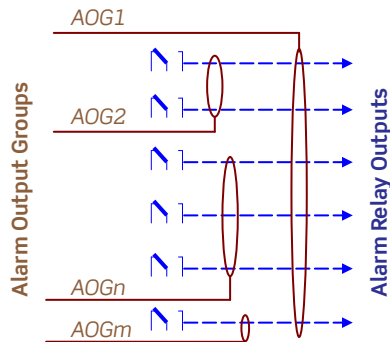 AOG1
AOG2
AOGn
AOGm
Alarm Output Groups
Alarm Relay Outputs